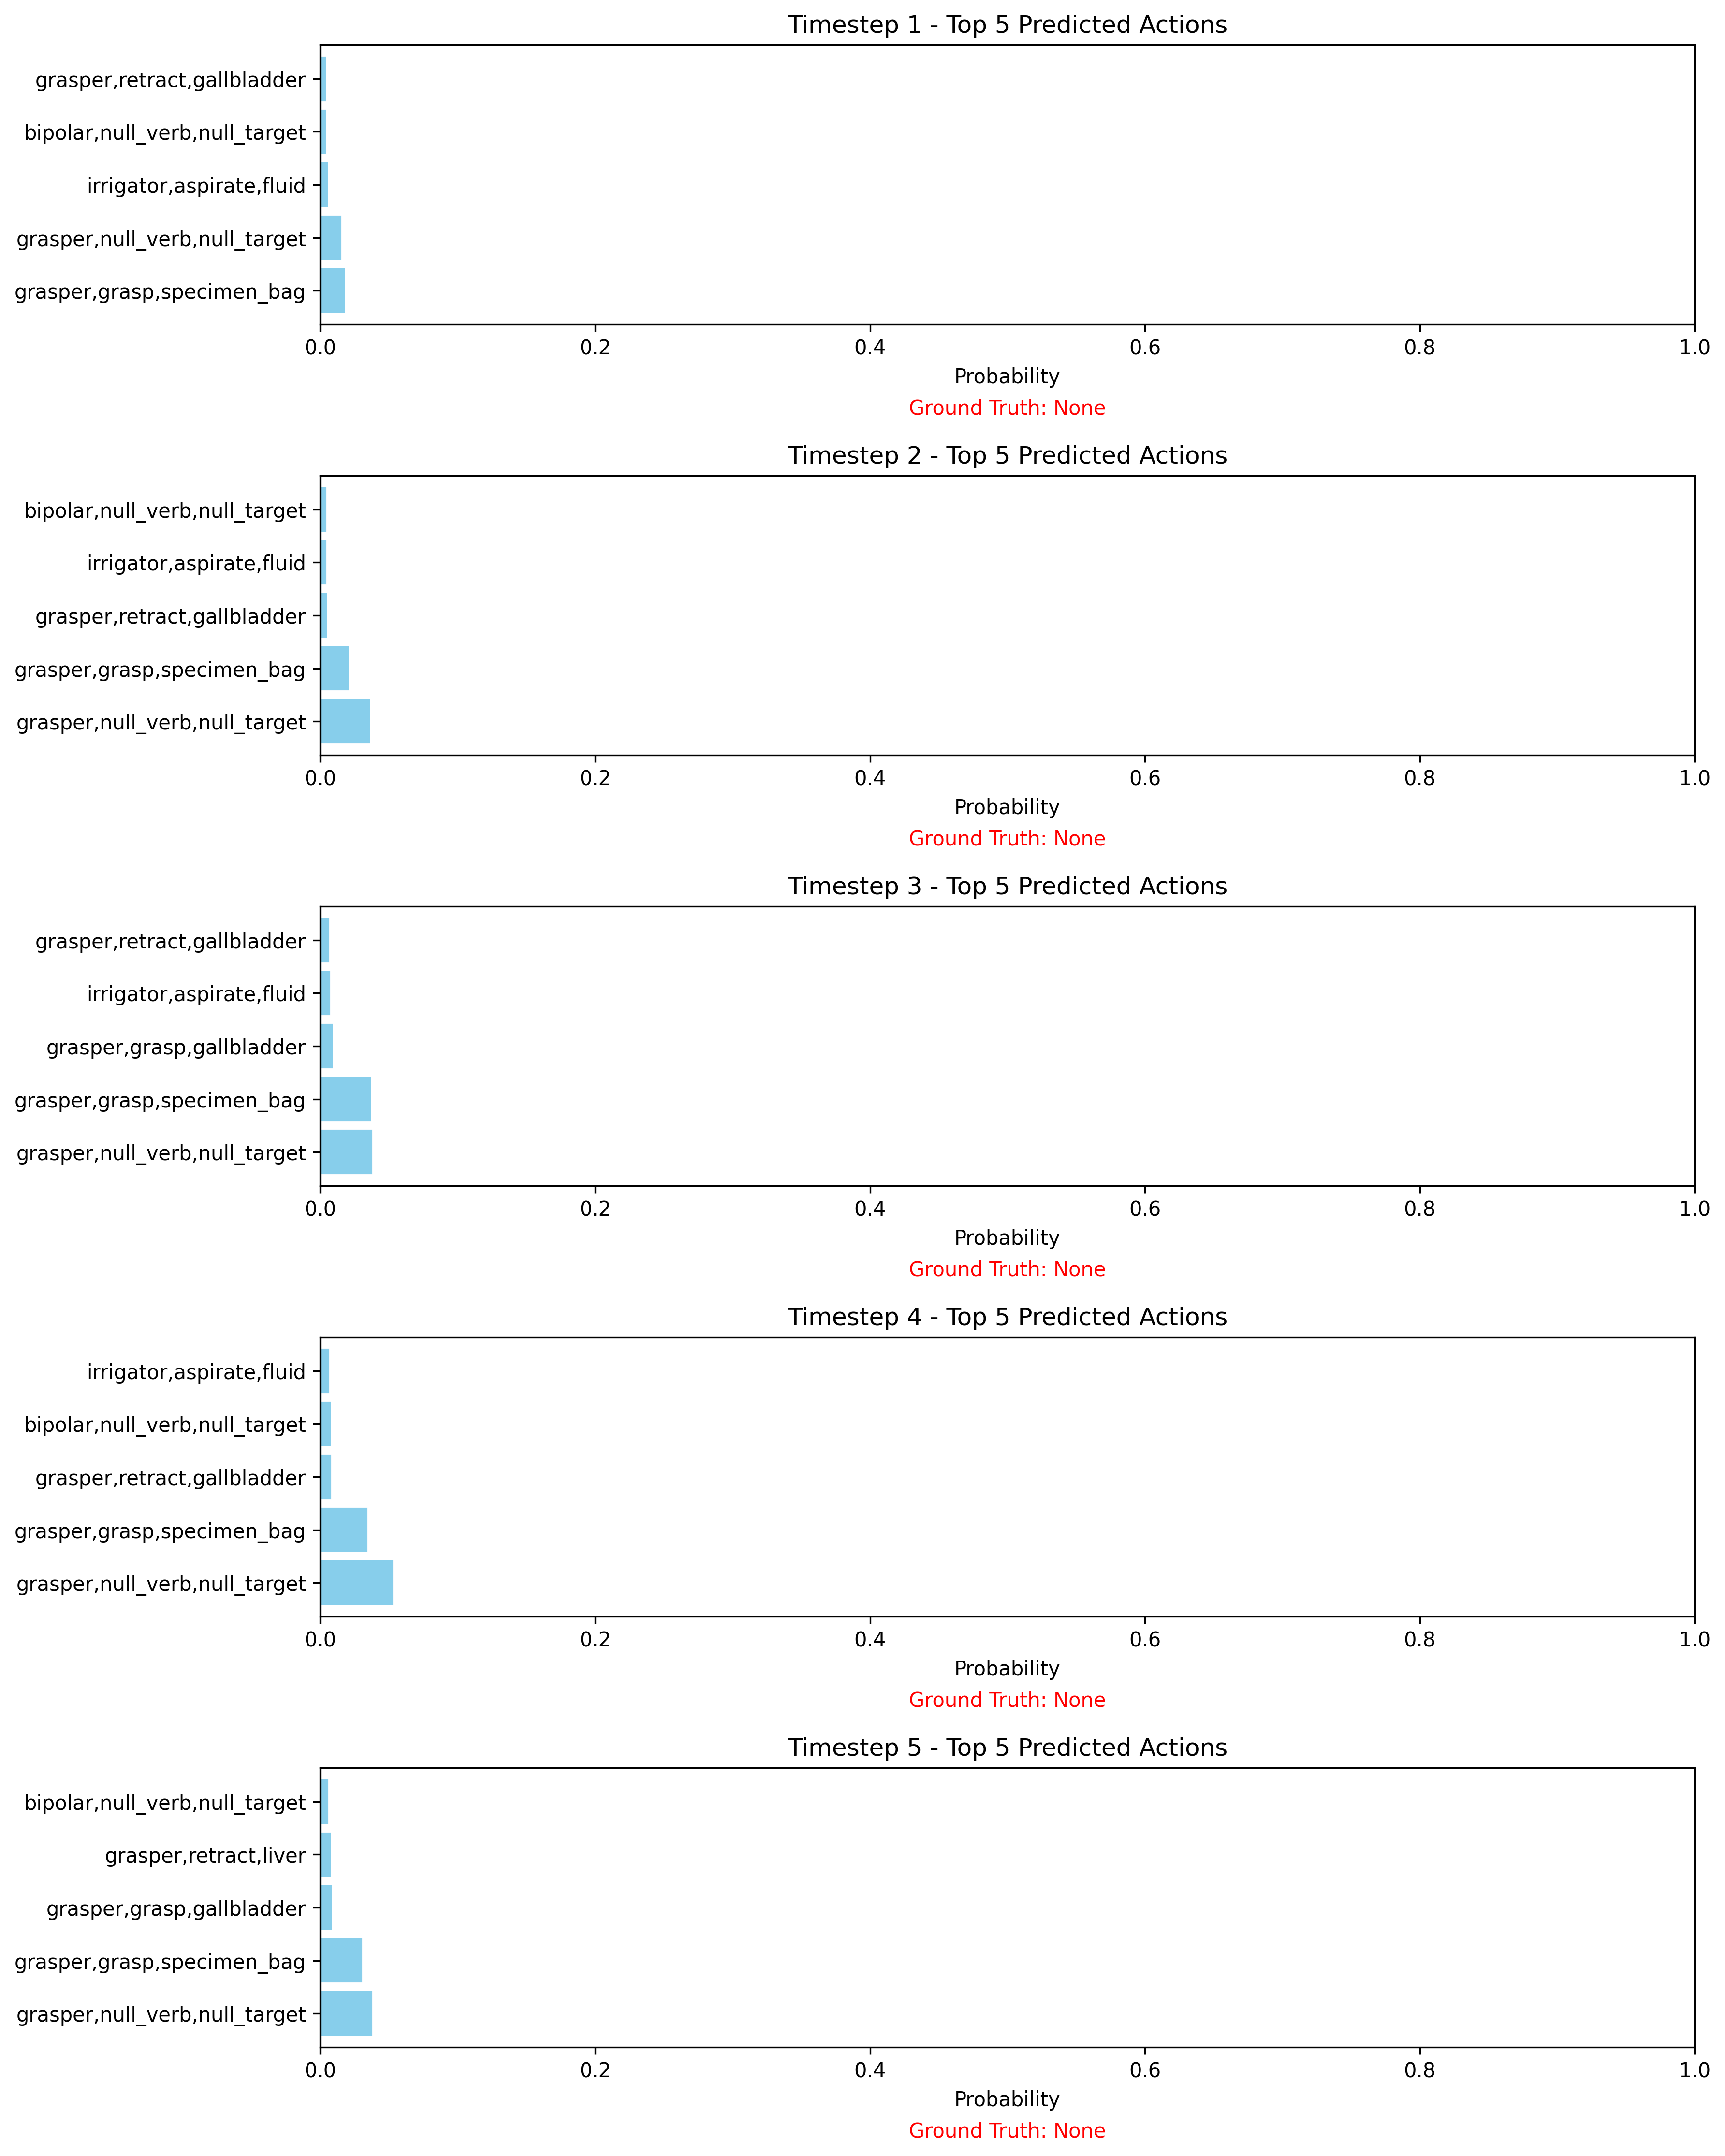 Timestep 1 - Top 5 Predicted Actions
grasper,retract,gallbladder
bipolar,null_verb,null_target
irrigator,aspirate,fluid
grasper,null_verb,null_target
grasper,grasp,specimen_bag
0.0 0.2 0.4 0.6 0.8 1.0
Probability
Ground Truth: None
Timestep 2 - Top 5 Predicted Actions
bipolar,null_verb,null_target
irrigator,aspirate,fluid
grasper,retract,gallbladder
grasper,grasp,specimen_bag
grasper,null_verb,null_target
0.0 0.2 0.4 0.6 0.8 1.0
Probability
Ground Truth: None
Timestep 3 - Top 5 Predicted Actions
grasper,retract,gallbladder
irrigator,aspirate,fluid
grasper,grasp,gallbladder
grasper,grasp,specimen_bag
grasper,null_verb,null_target
0.0 0.2 0.4 0.6 0.8 1.0
Probability
Ground Truth: None
Timestep 4 - Top 5 Predicted Actions
irrigator,aspirate,fluid
bipolar,null_verb,null_target
grasper,retract,gallbladder
grasper,grasp,specimen_bag
grasper,null_verb,null_target
0.0 0.2 0.4 0.6 0.8 1.0
Probability
Ground Truth: None
Timestep 5 - Top 5 Predicted Actions
bipolar,null_verb,null_target
grasper,retract,liver
grasper,grasp,gallbladder
grasper,grasp,specimen_bag
grasper,null_verb,null_target
0.0 0.2 0.4 0.6 0.8 1.0
Probability
Ground Truth: None